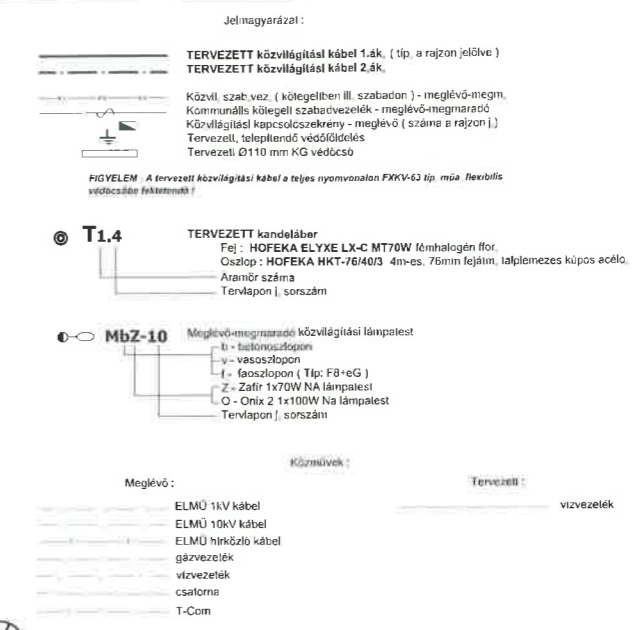 Jelmagyarázat :
TERVEZETT közvilágítási kábel 1.ák. ( típ. a rajzon jelölve )
TERVEZETT közvilágítási kábel 2.ák.
Közvil. szab.vez. ( kötegeltben ill. szabadon ) - meglévő-megm.
Kommunális kötegelt szabadvezelék - meglévő-megmaradó
Közvilágítási kapcsolószekrény - meglévő ( száma a rajzon j.)
Tervezett, telepítendő védőföldelés
Tervezett Ø110 mm KG védőcső
FIGYELEM : A tervezett közvilágítási kábel a teljes nyomvonalon FXKV-63 típ. műa. flexibilis
védőcsőbe fektetendő !
T1.4 TERVEZETT kandeláber
Fej : HOFEKA ELYXE LX-C MT70W fémhalogén ffor.
Oszlop : HOFEKA HKT-76/40/3 4m-es, 76mm fejátm. talplemezes kúpos acélo.
Áramör száma
Tervlapon j. sorszám
MbZ-10 Meglévő-megmaradó közvilágítási lámpatest
b - betonoszlopon
v - vasoszlopon
f - faoszlopon ( Típ: F8+eG )
Z - Zafír 1x70W NA lámpatest
O - Onix 2 1x100W Na lámpatest
Tervlapon j. sorszám
Közművek :
Meglévő : Tervezett :
ELMŰ 1kV kábel vízvezeték
ELMŰ 10kV kábel
ELMŰ hírközlő kábel
gázvezeték
vízvezeték
csatorna
T-Com